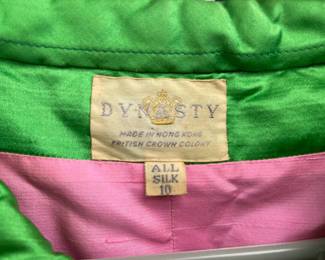 DYNASTY
MADE IN HONG KONG
BRITISH CROWN COLONY
ALL
SILK
10